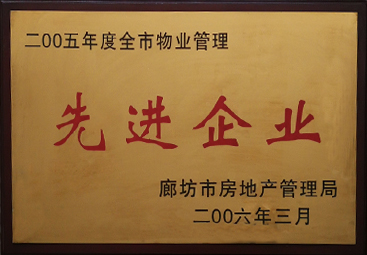 二00五年度全市物业管理
先进企业
廊坊市房地产管理局
二00六年三月